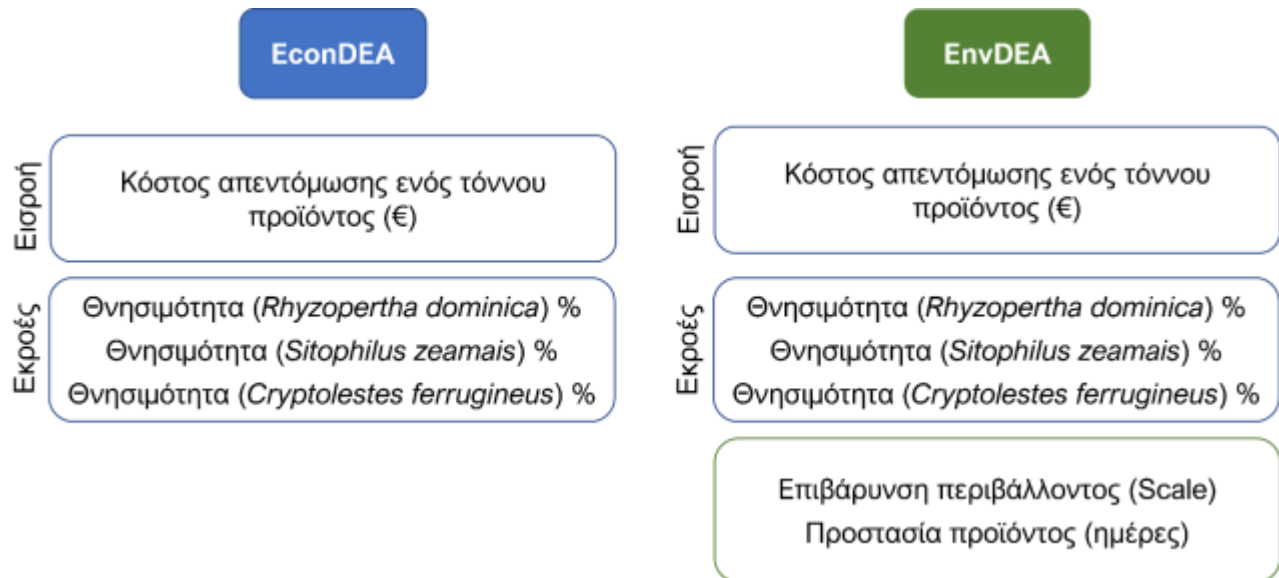 EconDEA
Εισροή
Κόστος απεντόμωσης ενός τόννου
προϊόντος (€)
Εκροές
Θνησιμότητα (Rhyzopertha dominica) %
Θνησιμότητα (Sitophilus zeamais) %
Θνησιμότητα (Cryptolestes ferrugineus) %
EnvDEA
Εισροή
Κόστος απεντόμωσης ενός τόννου
προϊόντος (€)
Εκροές
Θνησιμότητα (Rhyzopertha dominica) %
Θνησιμότητα (Sitophilus zeamais) %
Θνησιμότητα (Cryptolestes ferrugineus) %
Επιβάρυνση περιβάλλοντος (Scale)
Προστασία προϊόντος (ημέρες)